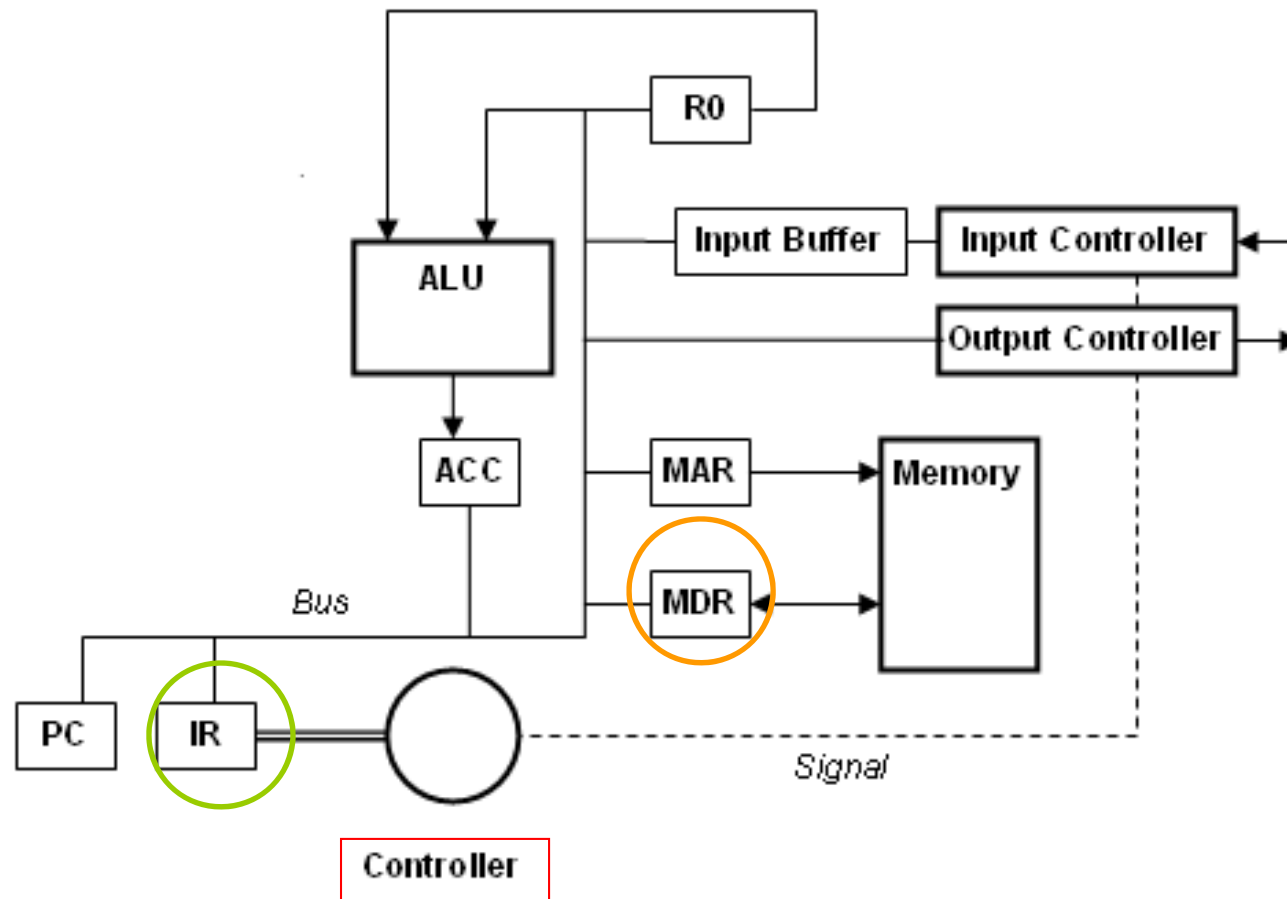 R0
Input Buffer
Input Controller
ALU
Output Controller
ACC
MAR
Memory
MDR
Bus
PC
IR
Signal
Controller